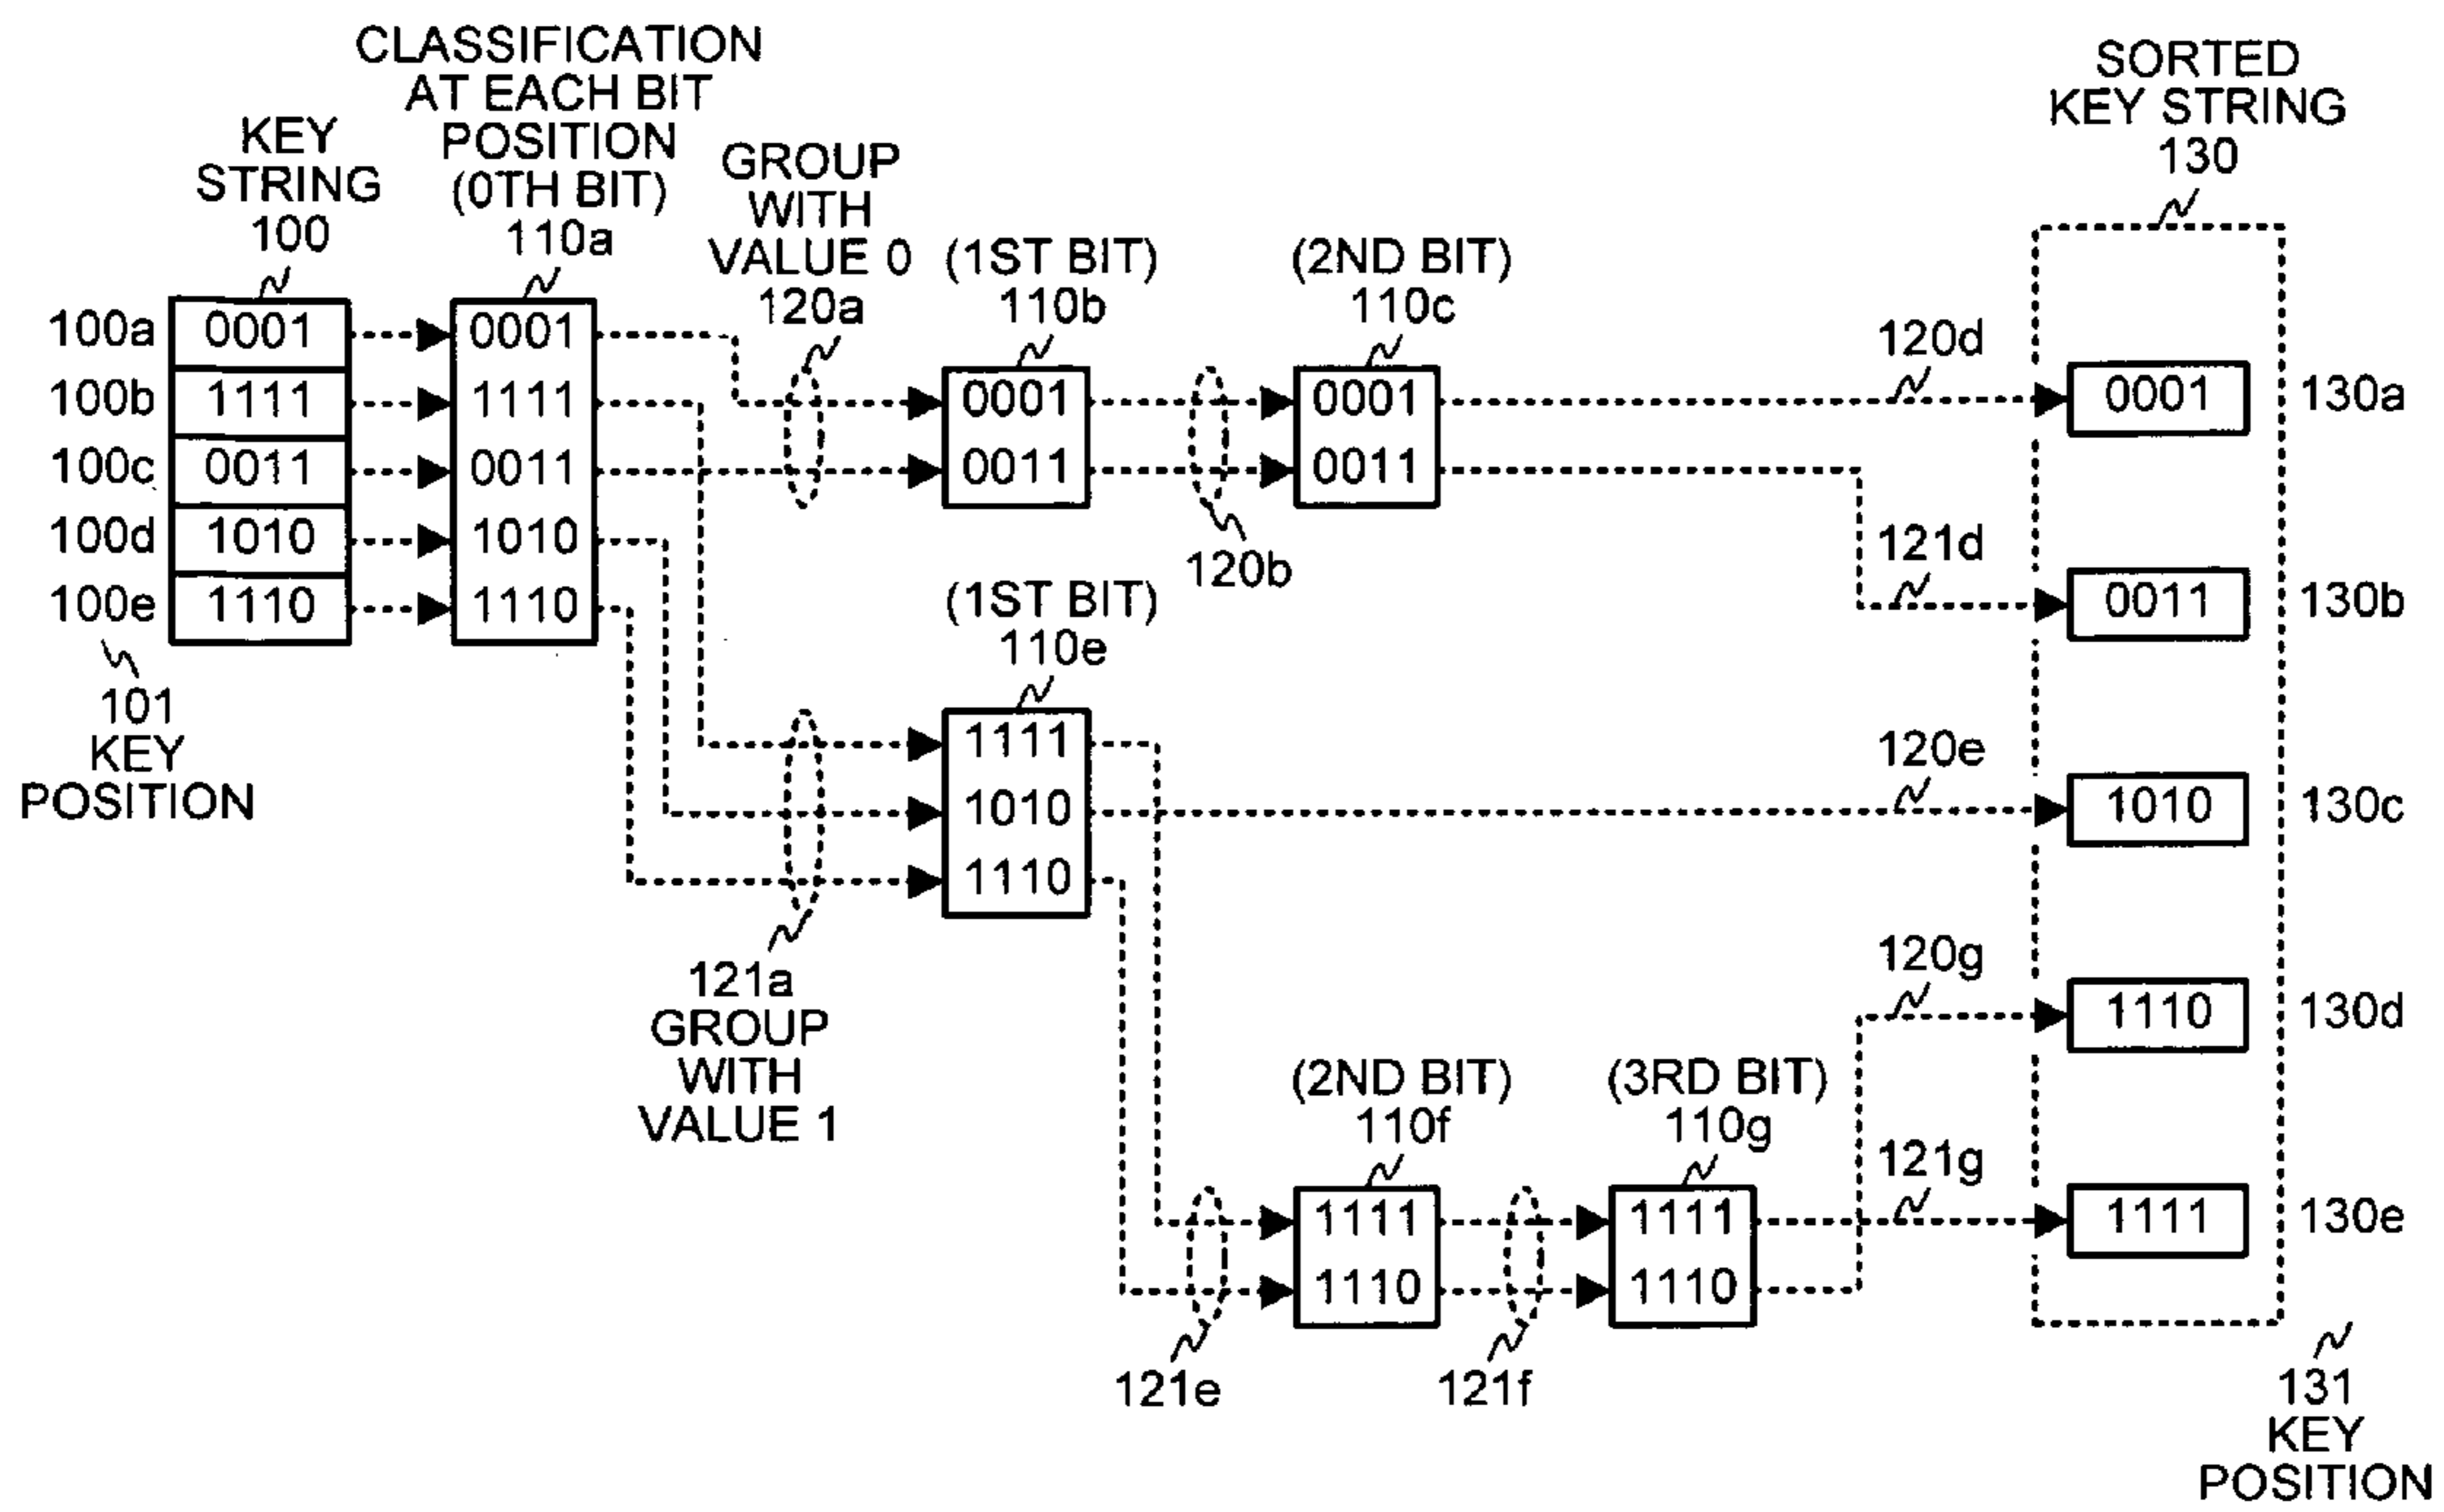 CLASSIFICATION
AT EACH BIT
POSITION
(0TH BIT)
110a
KEY
STRING
100
GROUP
WITH
VALUE 0
120a
(1ST BIT)
110b
(2ND BIT)
110c
SORTED
KEY STRING
130
100a 0001
100b 1111
100c 0011
100d 1010
100e 1110
101
KEY
POSITION
0001
1111
0011
1010
1110
0001
0011
120b
0001
0011
120d
0001 130a
121d
0011 130b
(1ST BIT)
110e
1111
1010
1110
121a
GROUP
WITH
VALUE 1
120e
1010 130c
120g
1110 130d
(2ND BIT)
110f
1111
1110
121e
(3RD BIT)
110g
1111
1110
121f
121g
1111 130e
131
KEY
POSITION